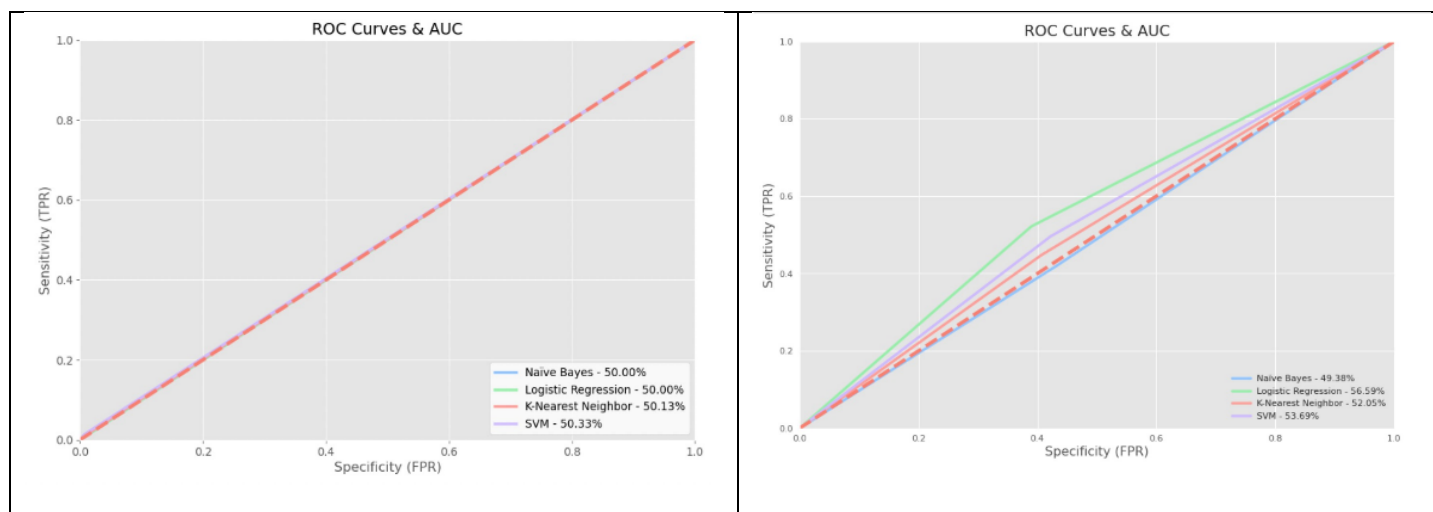 ROC Curves & AUC
1.0
0.8
0.6
0.4
0.2
0.0
Sensitivity (TPR)
Naive Bayes - 50.00%
Logistic Regression - 50.00%
K-Nearest Neighbor - 50.13%
SVM - 50.33%
0.0 0.2 0.4 0.6 0.8 1.0
Specificity (FPR)
ROC Curves & AUC
1.0
0.8
0.6
0.4
0.2
0.0
Sensitivity (TPR)
Naive Bayes - 49.38%
Logistic Regression - 56.59%
K-Nearest Neighbor - 52.05%
SVM - 53.69%
0.0 0.2 0.4 0.6 0.8 1.0
Specificity (FPR)